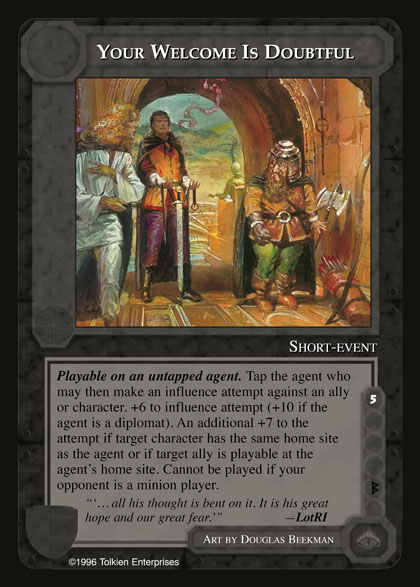 Your Welcome Is Doubtful
Short-event
Playable on an untapped agent. Tap the agent who
may then make an influence attempt against an ally
or character. +6 to influence attempt (+10 if the
agent is a diplomat). An additional +7 to the
attempt if target character has the same home site
as the agent or if target ally is playable at the
agent's home site. Cannot be played if your
opponent is a minion player.
5
“‘… all his thought is bent on it. It is his great
hope and our great fear.’” –LotRI
Art by Douglas Beekman
©1996 Tolkien Enterprises